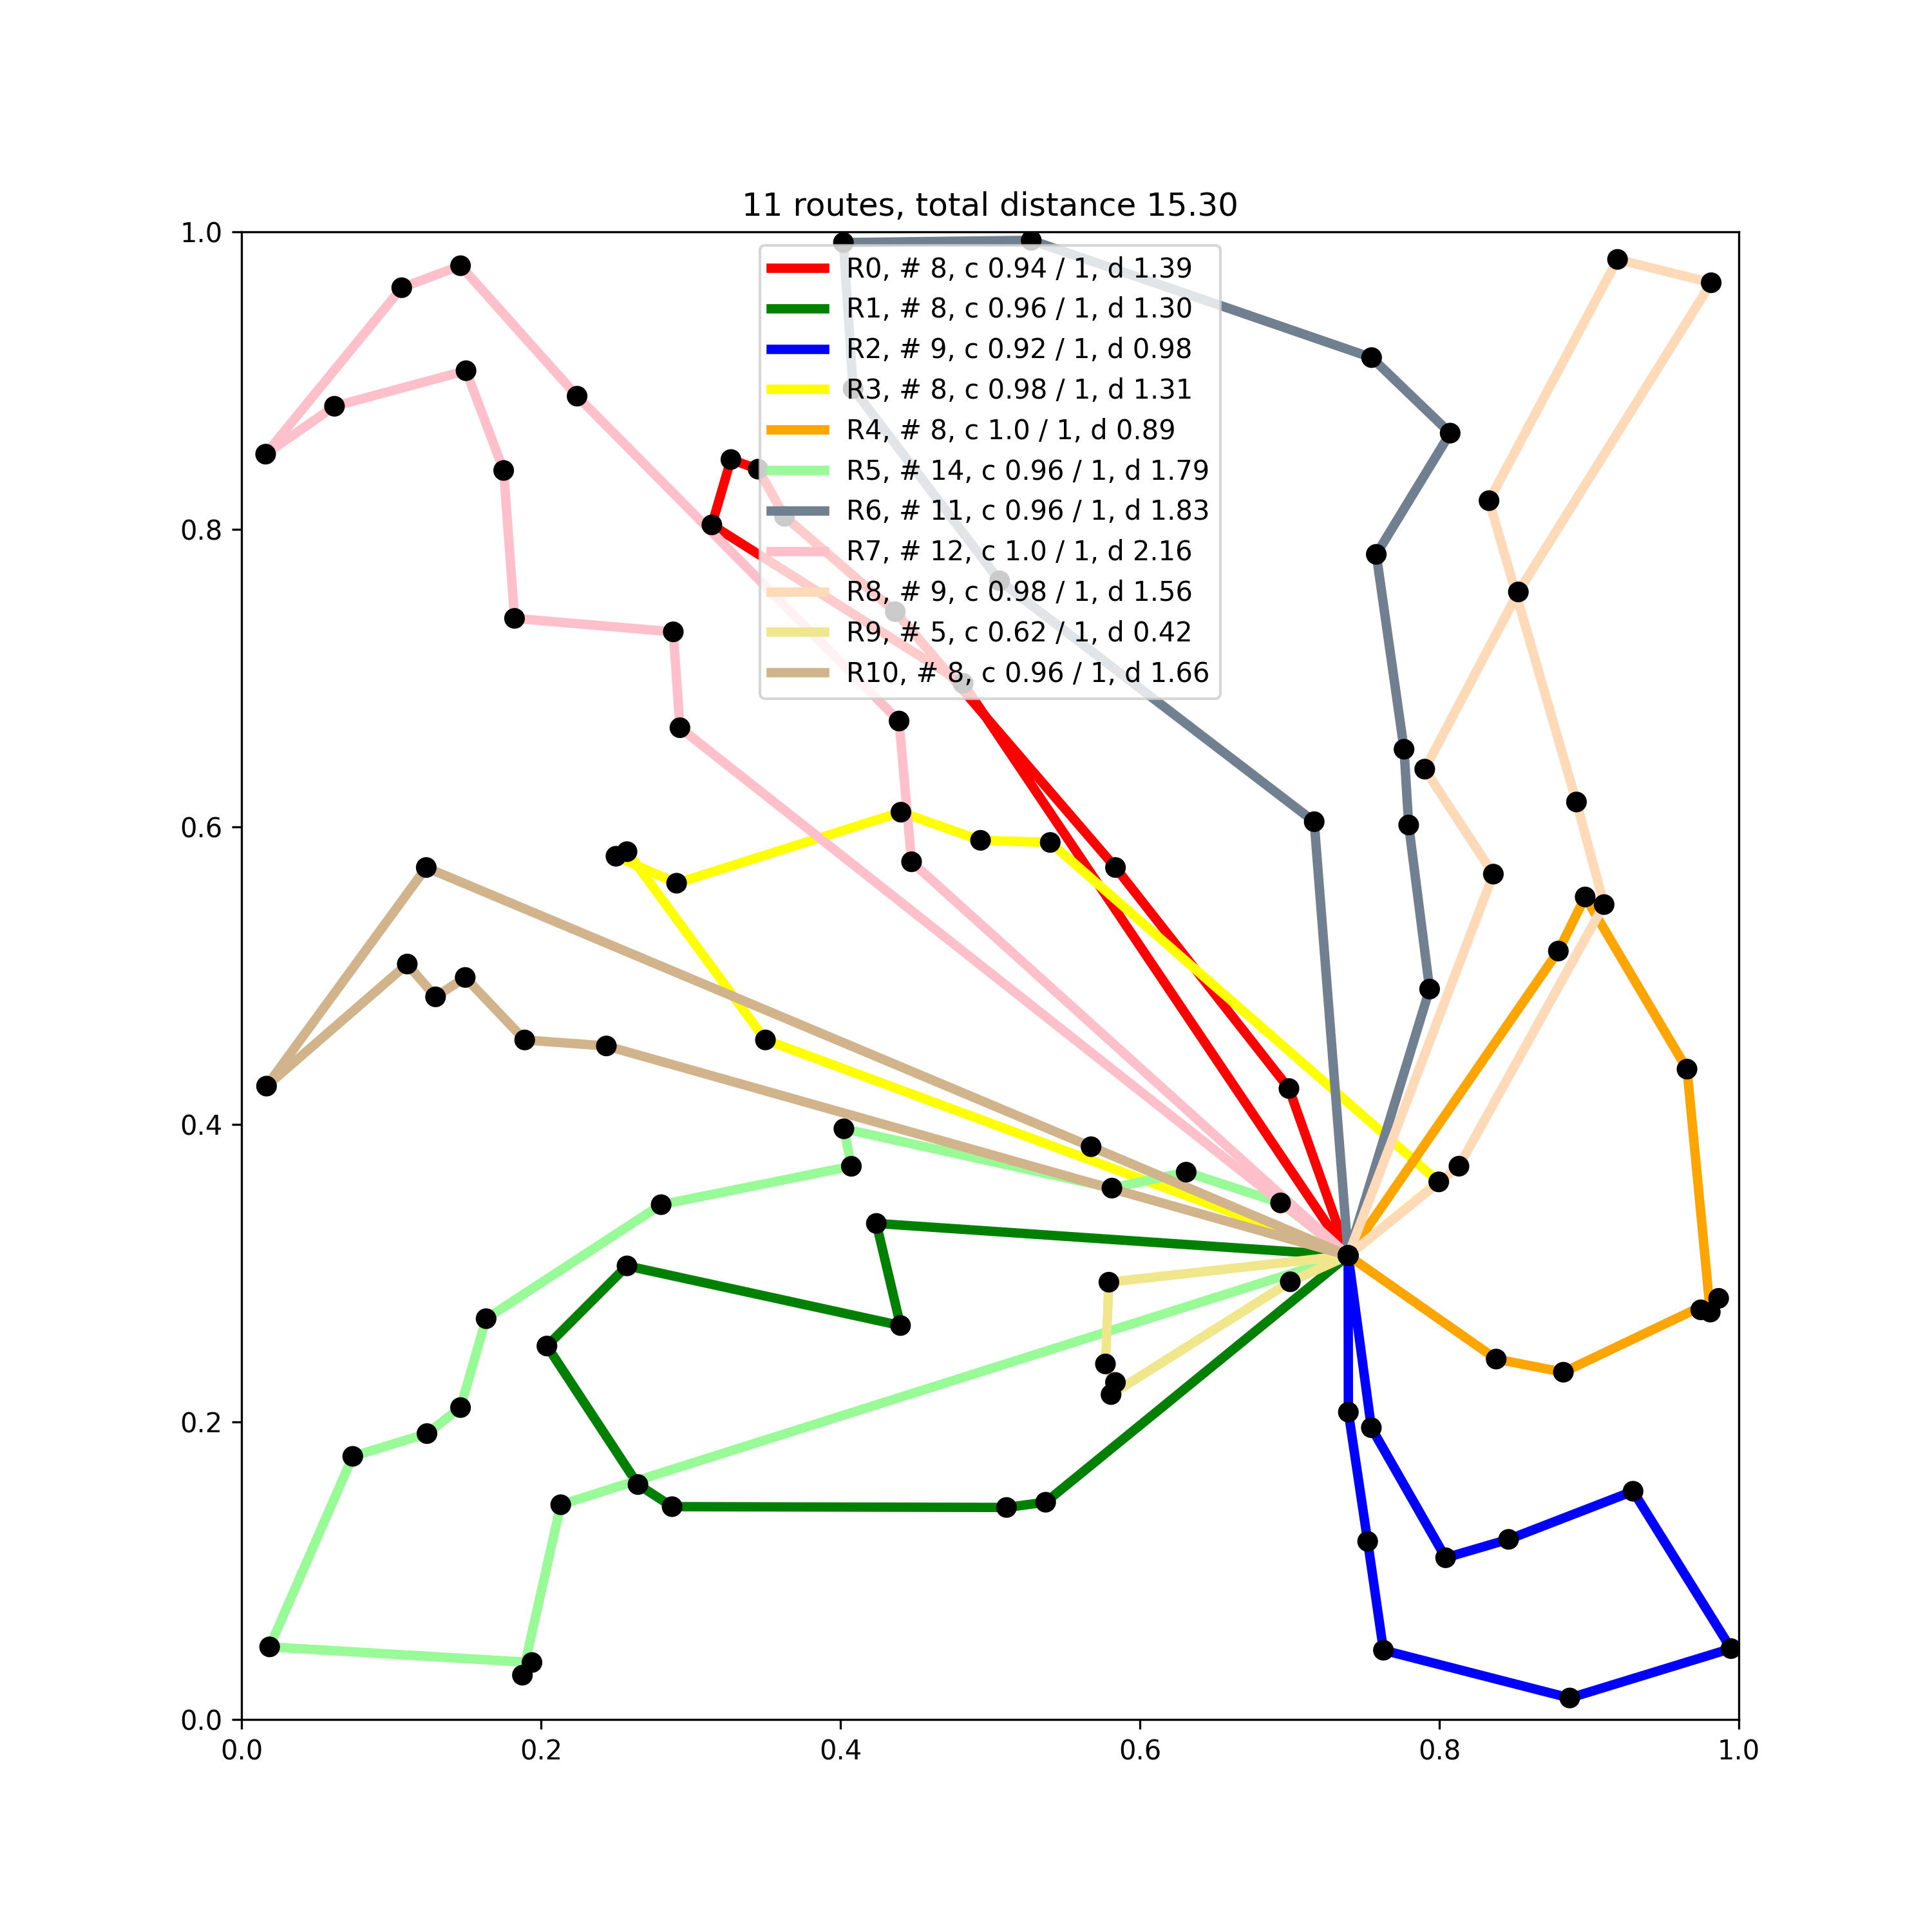 11 routes, total distance 15.30
1.0
0.8
0.6
0.4
0.2
0.0
R0, # 8, c 0.94 / 1, d 1.39
R1, # 8, c 0.96 / 1, d 1.30
R2, # 9, c 0.92 / 1, d 0.98
R3, # 8, c 0.98 / 1, d 1.31
R4, # 8, c 1.0 / 1, d 0.89
R5, # 14, c 0.96 / 1, d 1.79
R6, # 11, c 0.96 / 1, d 1.83
R7, # 12, c 1.0 / 1, d 2.16
R8, # 9, c 0.98 / 1, d 1.56
R9, # 5, c 0.62 / 1, d 0.42
R10, # 8, c 0.96 / 1, d 1.66
0.0 0.2 0.4 0.6 0.8 1.0